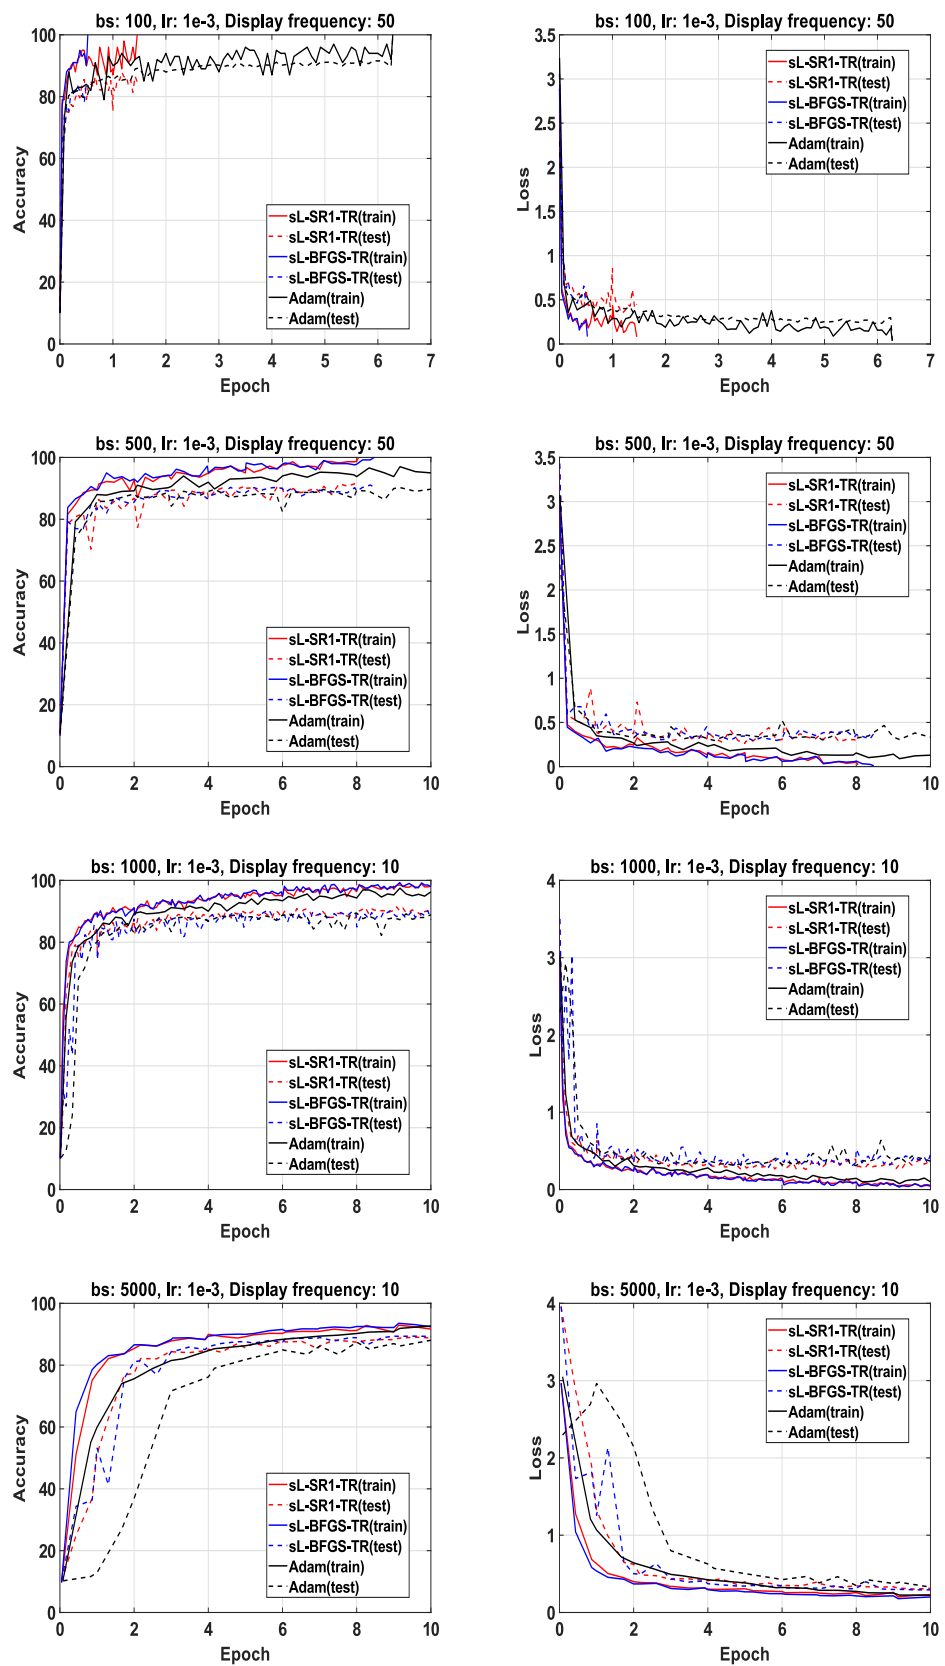 bs: 100, lr: 1e-3, Display frequency: 50
100
80
60
40
20
0
Accuracy
sL-SR1-TR(train)
sL-SR1-TR(test)
sL-BFGS-TR(train)
sL-BFGS-TR(test)
Adam(train)
Adam(test)
0 1 2 3 4 5 6 7
Epoch
bs: 100, lr: 1e-3, Display frequency: 50
3.5
3
2.5
2
1.5
1
0.5
0
Loss
sL-SR1-TR(train)
sL-SR1-TR(test)
sL-BFGS-TR(train)
sL-BFGS-TR(test)
Adam(train)
Adam(test)
0 1 2 3 4 5 6 7
Epoch
bs: 500, lr: 1e-3, Display frequency: 50
100
80
60
40
20
0
Accuracy
sL-SR1-TR(train)
sL-SR1-TR(test)
sL-BFGS-TR(train)
sL-BFGS-TR(test)
Adam(train)
Adam(test)
0 2 4 6 8 10
Epoch
bs: 500, lr: 1e-3, Display frequency: 50
3.5
3
2.5
2
1.5
1
0.5
0
Loss
sL-SR1-TR(train)
sL-SR1-TR(test)
sL-BFGS-TR(train)
sL-BFGS-TR(test)
Adam(train)
Adam(test)
0 2 4 6 8 10
Epoch
bs: 1000, lr: 1e-3, Display frequency: 10
100
80
60
40
20
0
Accuracy
sL-SR1-TR(train)
sL-SR1-TR(test)
sL-BFGS-TR(train)
sL-BFGS-TR(test)
Adam(train)
Adam(test)
0 2 4 6 8 10
Epoch
bs: 1000, lr: 1e-3, Display frequency: 10
4
3
2
1
0
Loss
sL-SR1-TR(train)
sL-SR1-TR(test)
sL-BFGS-TR(train)
sL-BFGS-TR(test)
Adam(train)
Adam(test)
0 2 4 6 8 10
Epoch
bs: 5000, lr: 1e-3, Display frequency: 10
100
80
60
40
20
0
Accuracy
sL-SR1-TR(train)
sL-SR1-TR(test)
sL-BFGS-TR(train)
sL-BFGS-TR(test)
Adam(train)
Adam(test)
0 2 4 6 8 10
Epoch
bs: 5000, lr: 1e-3, Display frequency: 10
4
3
2
1
0
Loss
sL-SR1-TR(train)
sL-SR1-TR(test)
sL-BFGS-TR(train)
sL-BFGS-TR(test)
Adam(train)
Adam(test)
0 2 4 6 8 10
Epoch